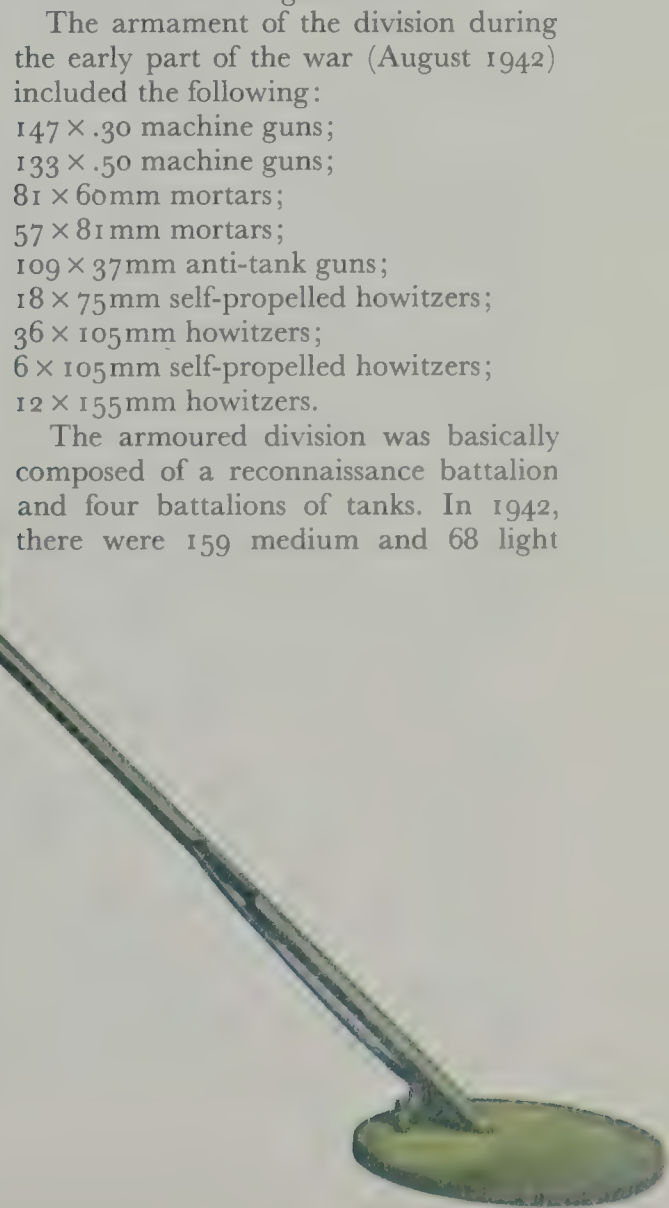 The armament of the division during
the early part of the war (August 1942)
included the following:
147 × .30 machine guns;
133 × .50 machine guns;
81 × 60mm mortars;
57 × 81mm mortars;
109 × 37mm anti-tank guns;
18 × 75mm self-propelled howitzers;
36 × 105mm howitzers;
6 × 105mm self-propelled howitzers;
12 × 155mm howitzers.
The armoured division was basically
composed of a reconnaissance battalion
and four battalions of tanks. In 1942,
there were 159 medium and 68 light